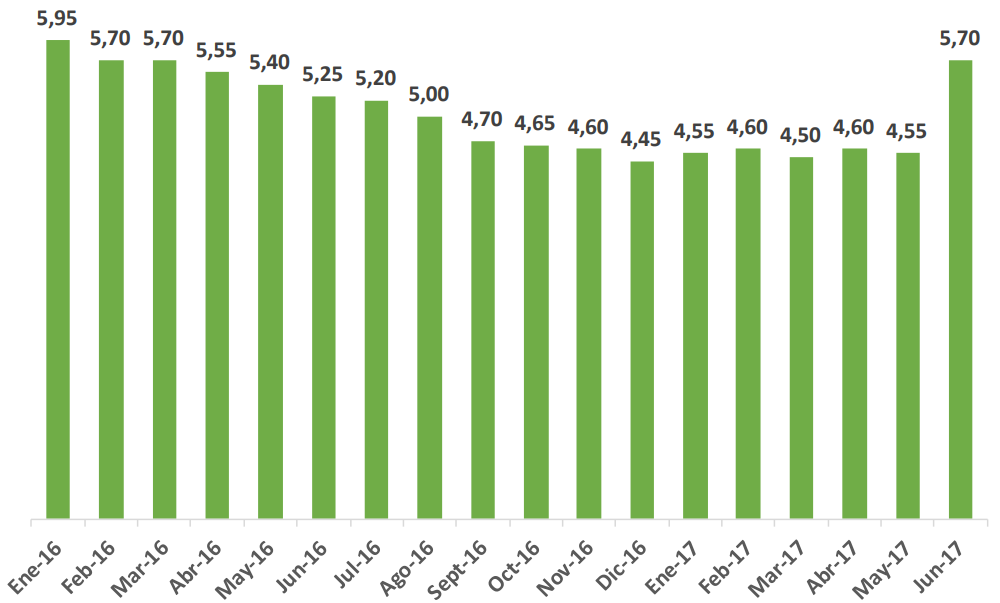 5,95
5,70
5,70
5,55
5,40
5,25
5,20
5,00
4,70
4,65
4,60
4,45
4,55
4,60
4,50
4,60
4,55
5,70
Ene-16
Feb-16
Mar-16
Abr-16
May-16
Jun-16
Jul-16
Ago-16
Sept-16
Oct-16
Nov-16
Dic-16
Ene-17
Feb-17
Mar-17
Abr-17
May-17
Jun-17